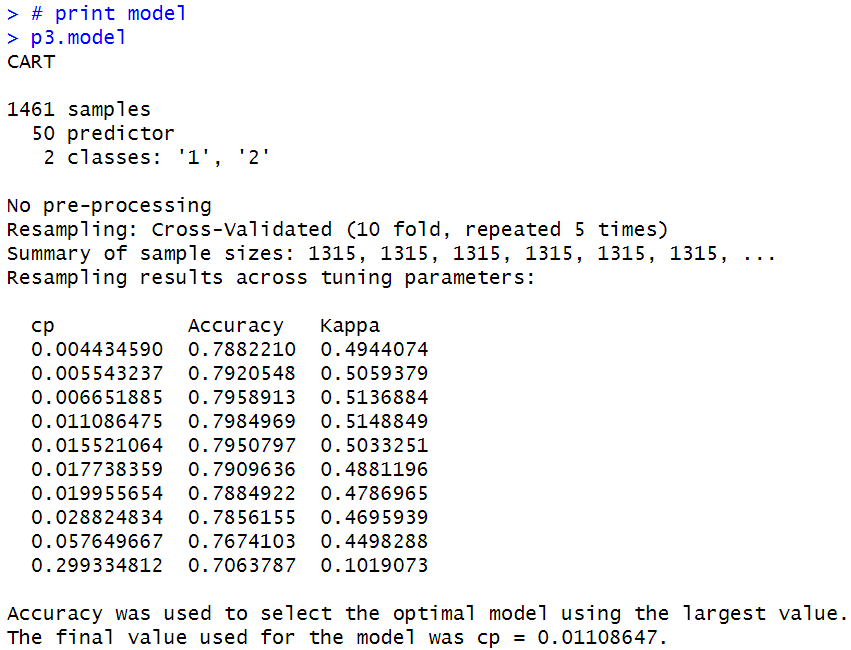 > # print model
> p3.model
CART

1461 samples
  50 predictor
   2 classes: '1', '2'

No pre-processing
Resampling: Cross-Validated (10 fold, repeated 5 times)
Summary of sample sizes: 1315, 1315, 1315, 1315, 1315, 1315, ...
Resampling results across tuning parameters:

  cp           Accuracy   Kappa
  0.004434590  0.7882210  0.4944074
  0.005543237  0.7920548  0.5059379
  0.006651885  0.7958913  0.5136884
  0.011086475  0.7984969  0.5148849
  0.015521064  0.7950797  0.5033251
  0.017738359  0.7909636  0.4881196
  0.019955654  0.7884922  0.4786965
  0.028824834  0.7856155  0.4695939
  0.057649667  0.7674103  0.4498288
  0.299334812  0.7063787  0.1019073

Accuracy was used to select the optimal model using the largest value.
The final value used for the model was cp = 0.01108647.